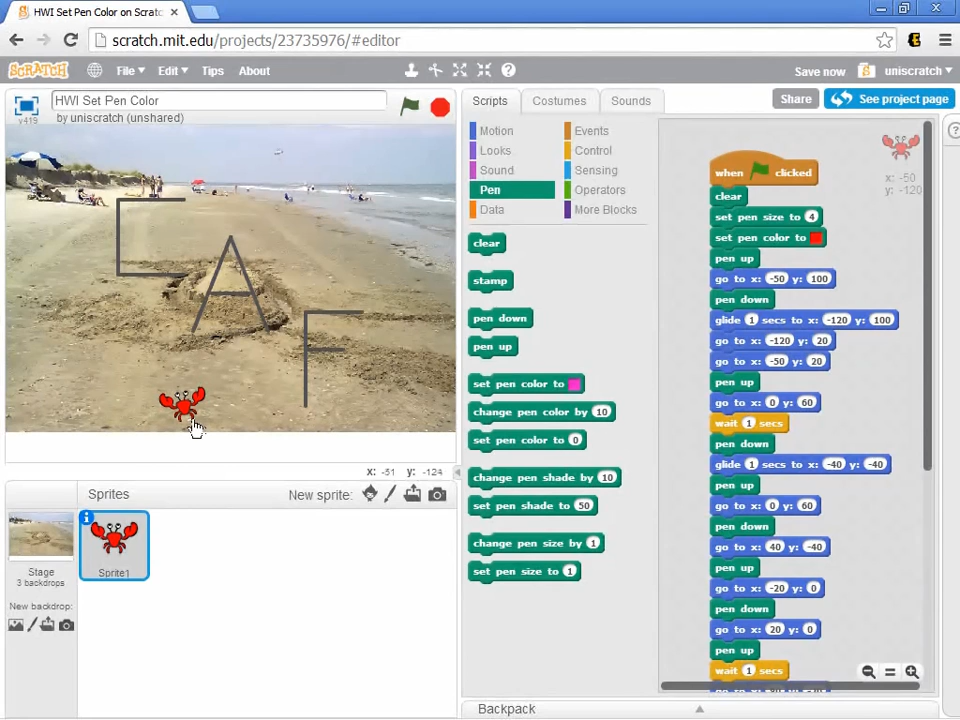 HWI Set Pen Color on Scratc
scratch.mit.edu/projects/23735976/#editor
SCRATCH File Edit Tips About Save now uniscratch
HWI Set Pen Color
by uniscratch (unshared)
v419
Scripts Costumes Sounds Share See project page
Motion Events
Looks Control
Sound Sensing
Pen Operators
Data More Blocks
clear
stamp
pen down
pen up
set pen color to
change pen color by 10
set pen color to 0
change pen shade by 10
set pen shade to 50
change pen size by 1
set pen size to 1
x: -50
y: -120
when clicked
clear
set pen size to 4
set pen color to
pen up
go to x: -50 y: 100
pen down
glide 1 secs to x: -120 y: 100
go to x: -120 y: 20
go to x: -50 y: 20
pen up
go to x: 0 y: 60
wait 1 secs
pen down
glide 1 secs to x: -40 y: -40
pen up
go to x: 0 y: 60
pen down
go to x: 40 y: -40
pen up
go to x: -20 y: 0
pen down
go to x: 20 y: 0
pen up
wait 1 secs
C A F
x: -51 y: -124
Sprites New sprite:
Stage
3 backdrops
New backdrop:
Sprite1
Backpack